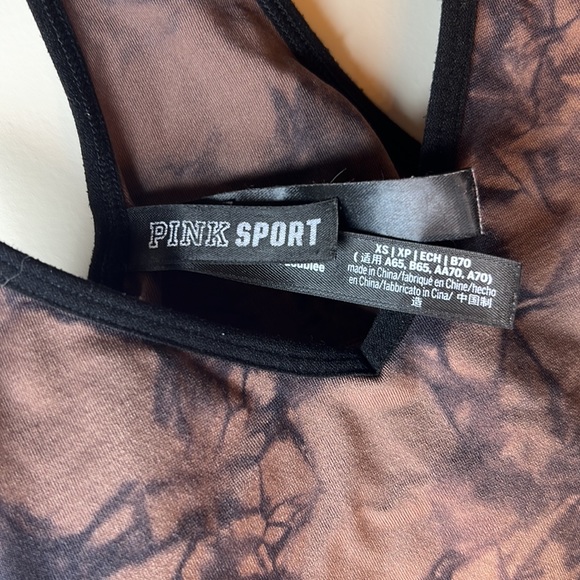 PINK SPORT
XS | XP | ECH | B70
(适用 A65, B65, AA70, A70)
made in China/fabriqué en Chine/hecho
en China/fabbricato in Cina/ 中国制
造